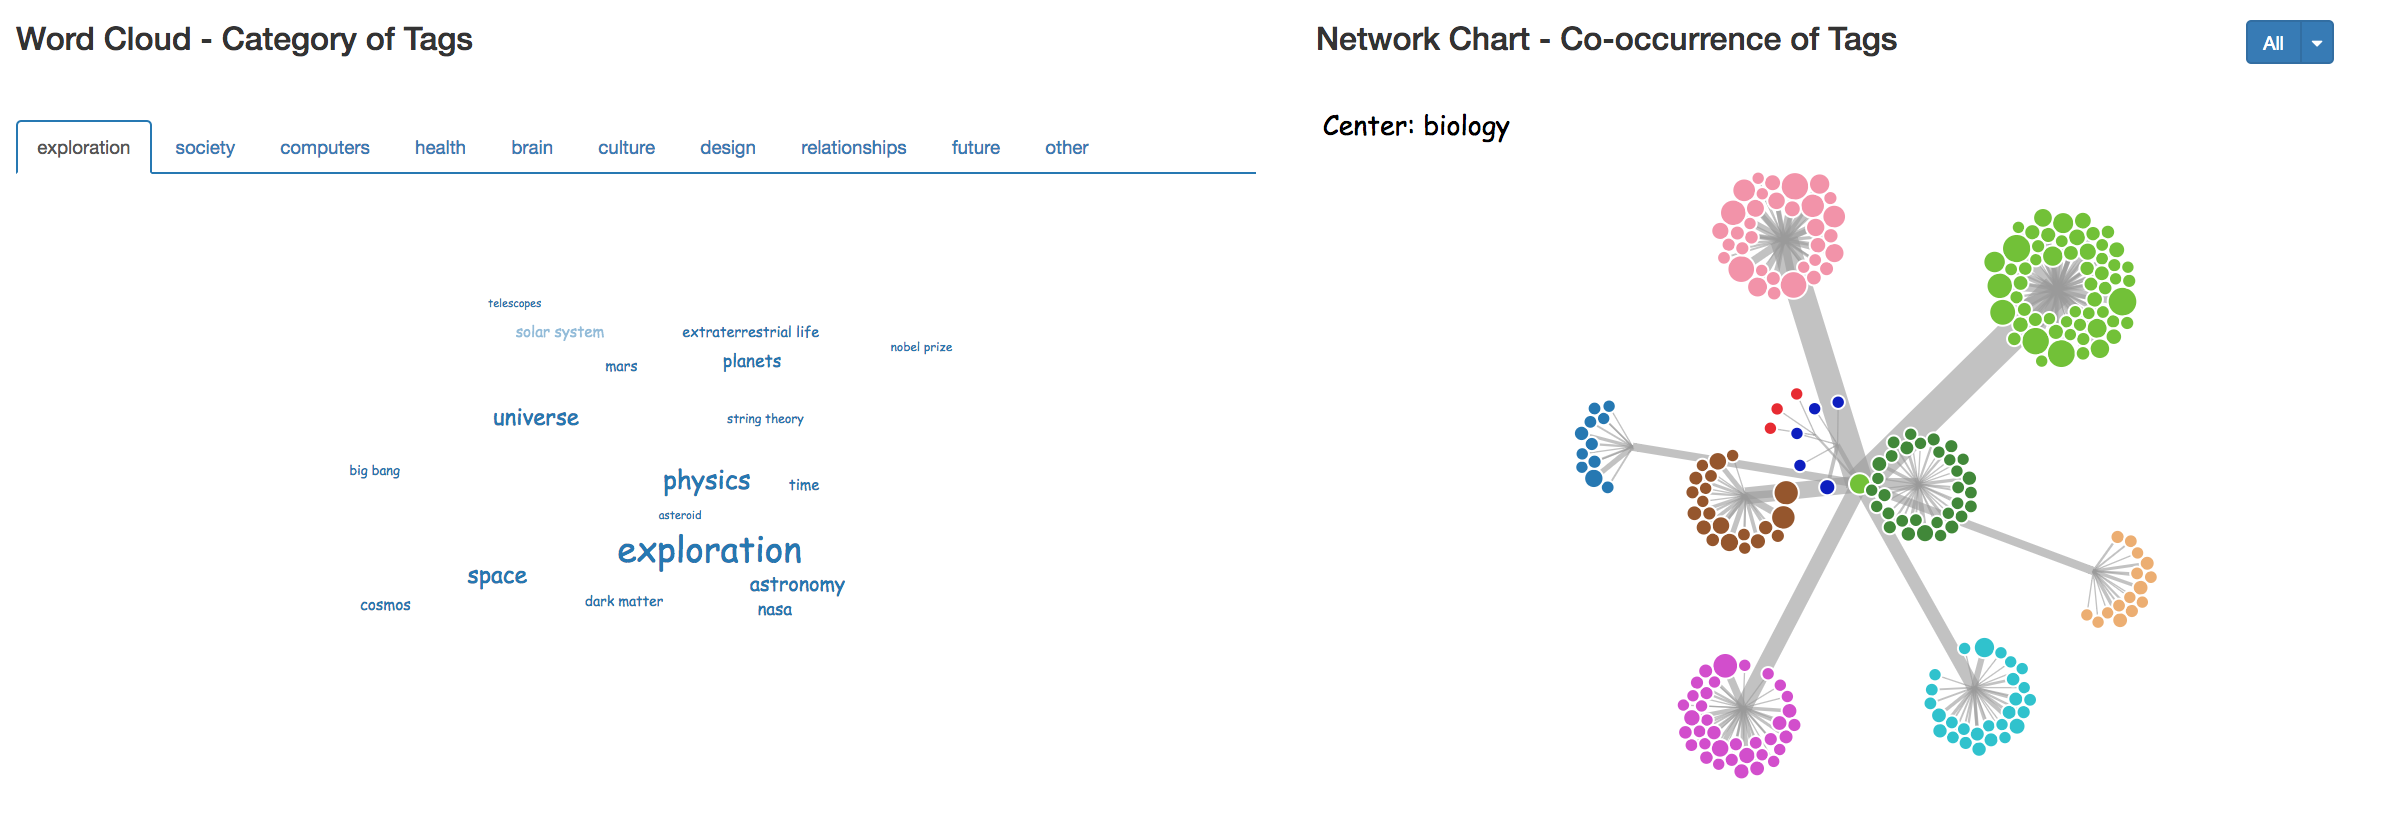 Word Cloud - Category of Tags
exploration society computers health brain culture design relationships future other
telescopes
solar system extraterrestrial life
nobel prize
mars planets
universe string theory
big bang physics time
asteroid
exploration
space astronomy
cosmos dark matter nasa
Network Chart - Co-occurrence of Tags
All
Center: biology